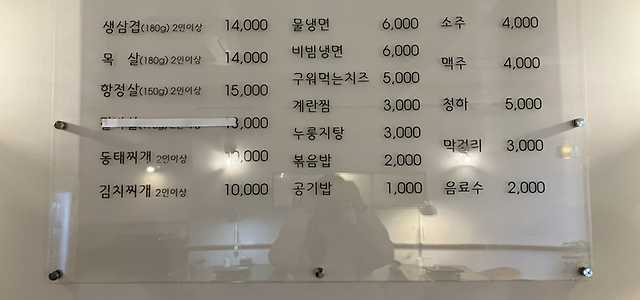 생삼겹(180g) 2인이상 14,000
목 살(180g) 2인이상 14,000
항정살(150g) 2인이상 15,000
동태찌개 2인이상 10,000
김치찌개 2인이상 10,000
물냉면 6,000
비빔냉면 6,000
구워먹는치즈 5,000
계란찜 3,000
누룽지탕 3,000
볶음밥 2,000
공기밥 1,000
소주 4,000
맥주 4,000
청하 5,000
막걸리 3,000
음료수 2,000